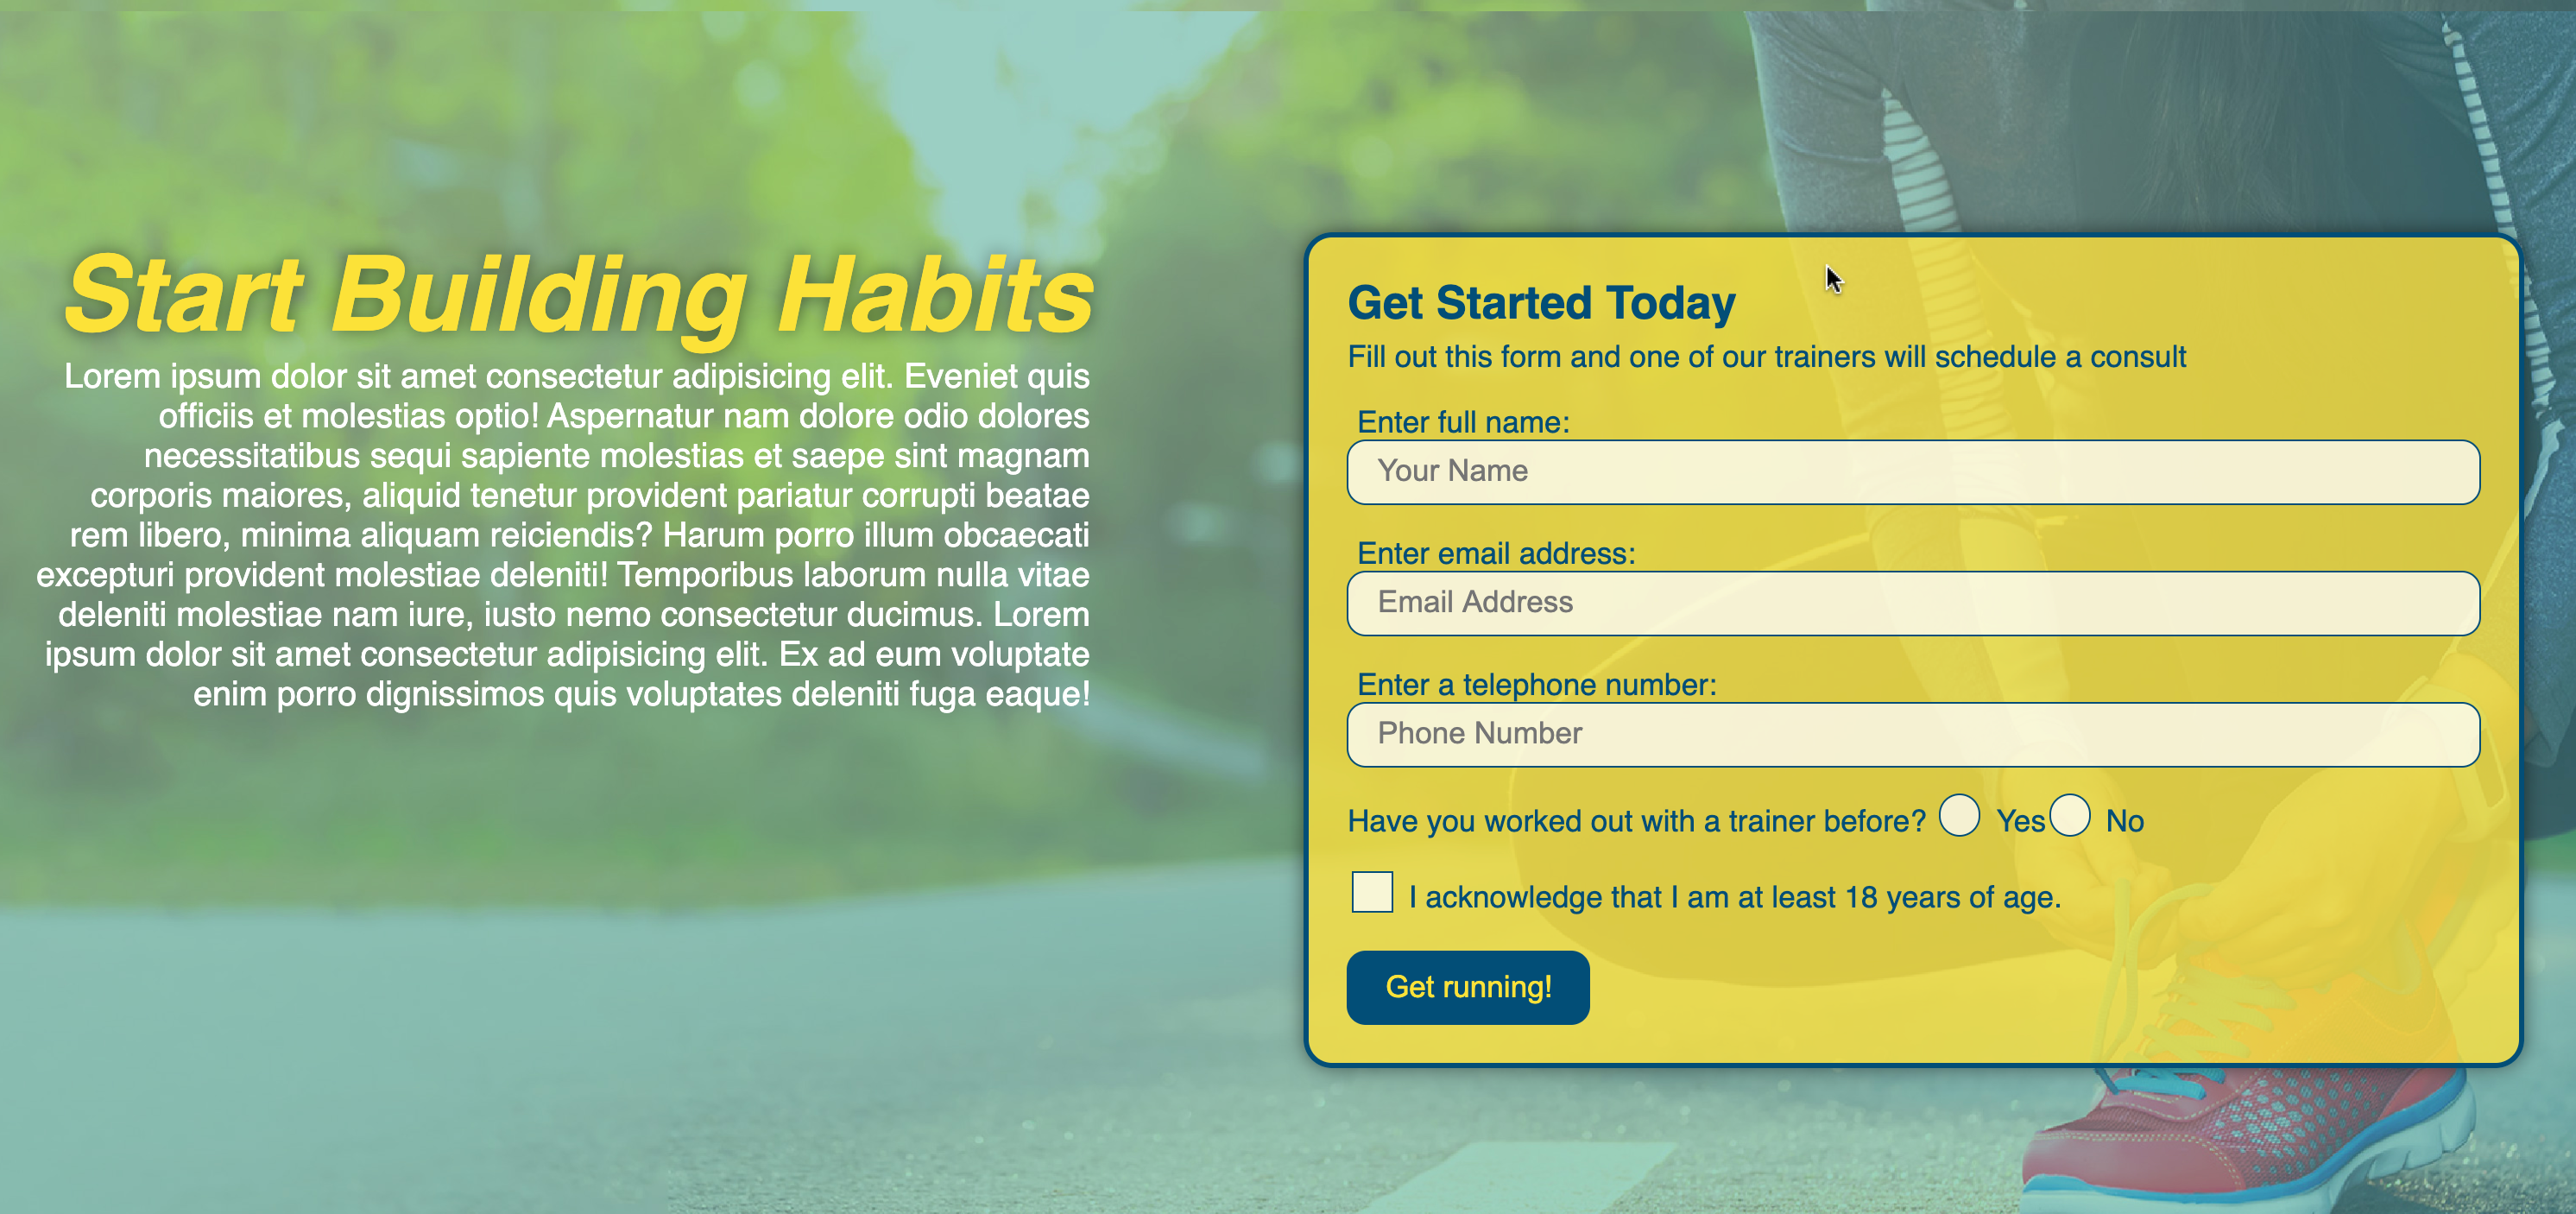 Start Building Habits
Lorem ipsum dolor sit amet consectetur adipisicing elit. Eveniet quis
officiis et molestias optio! Aspernatur nam dolore odio dolores
necessitatibus sequi sapiente molestias et saepe sint magnam
corporis maiores, aliquid tenetur provident pariatur corrupti beatae
rem libero, minima aliquam reiciendis? Harum porro illum obcaecati
excepturi provident molestiae deleniti! Temporibus laborum nulla vitae
deleniti molestiae nam iure, iusto nemo consectetur ducimus. Lorem
ipsum dolor sit amet consectetur adipisicing elit. Ex ad eum voluptate
enim porro dignissimos quis voluptates deleniti fuga eaque!
Get Started Today
Fill out this form and one of our trainers will schedule a consult
Enter full name:
Your Name
Enter email address:
Email Address
Enter a telephone number:
Phone Number
Have you worked out with a trainer before? Yes No
I acknowledge that I am at least 18 years of age.
Get running!